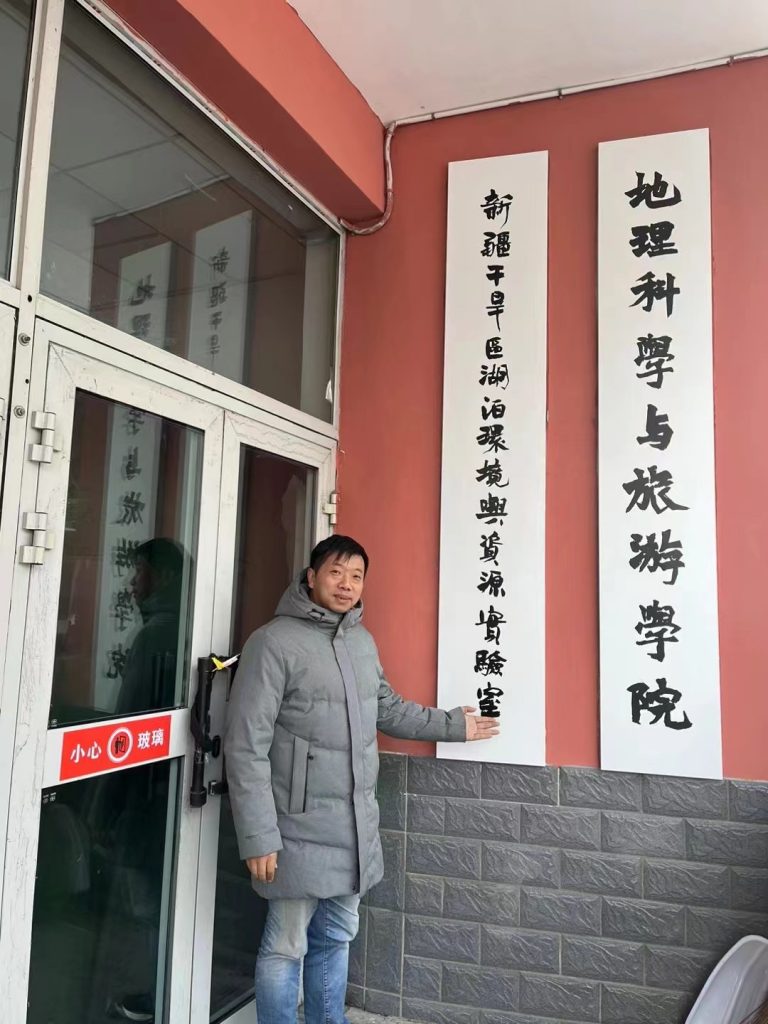 地理科學与旅游學院
新疆干旱區湖泊環境與資源實驗室
小心 玻璃